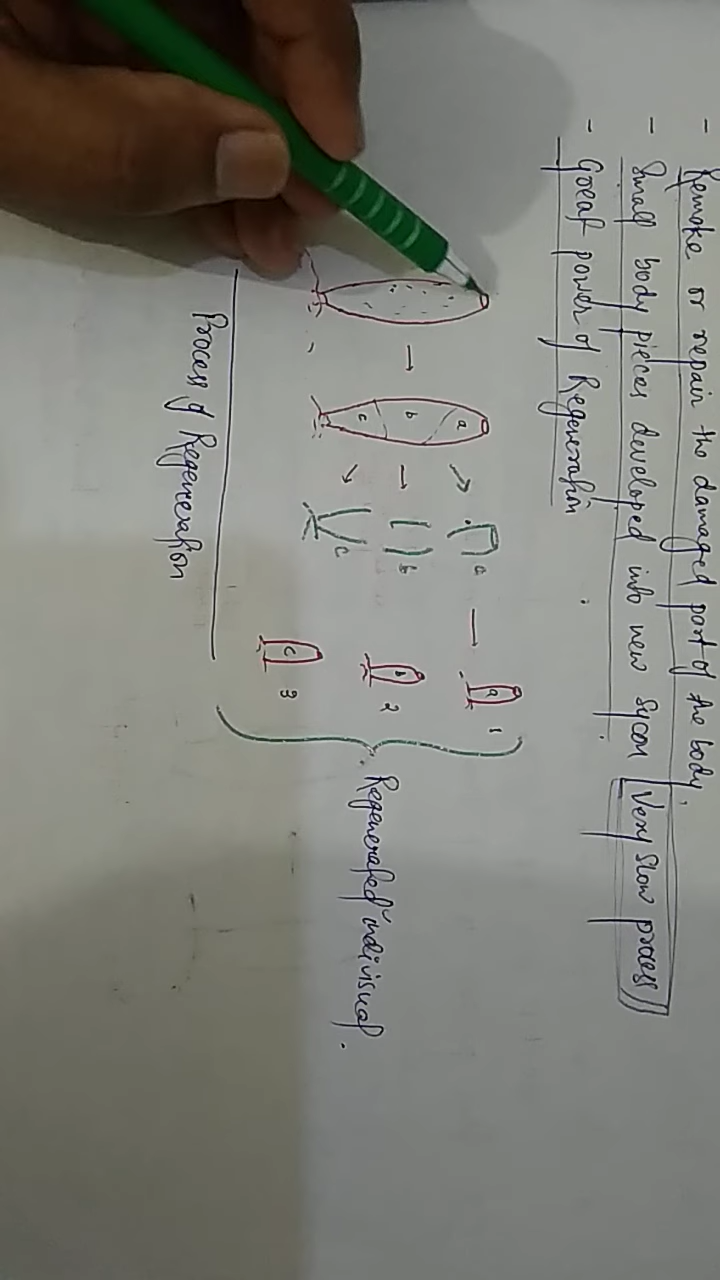 - Remake or repair the damaged part of the body.
- Small body pieces developed into new sycon Very slow process
- Great power of Regeneration
a
b
c
a
b
c
a
1
b
2
c
3
Regenerated indivisual.
Process of Regeneration